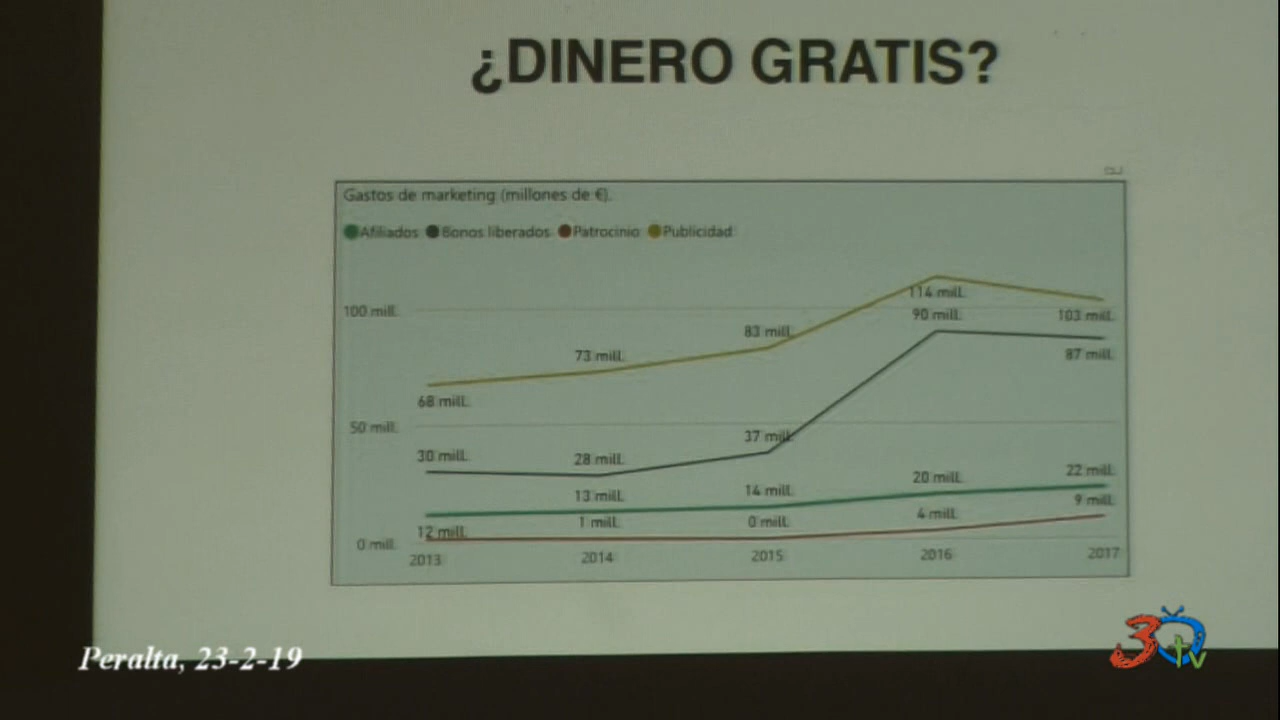 ¿DINERO GRATIS?
Gastos de marketing (millones de €).
Afiliados Bonos liberados Patrocinio Publicidad
114 mill.
100 mill.
90 mill.
103 mill.
83 mill.
73 mill.
87 mill.
68 mill.
50 mill.
37 mill.
30 mill.
28 mill.
20 mill.
22 mill.
13 mill.
14 mill.
9 mill.
12 mill.
1 mill.
0 mill.
4 mill.
0 mill.
2013 2014 2015 2016 2017
Peralta, 23-2-19
30 tv